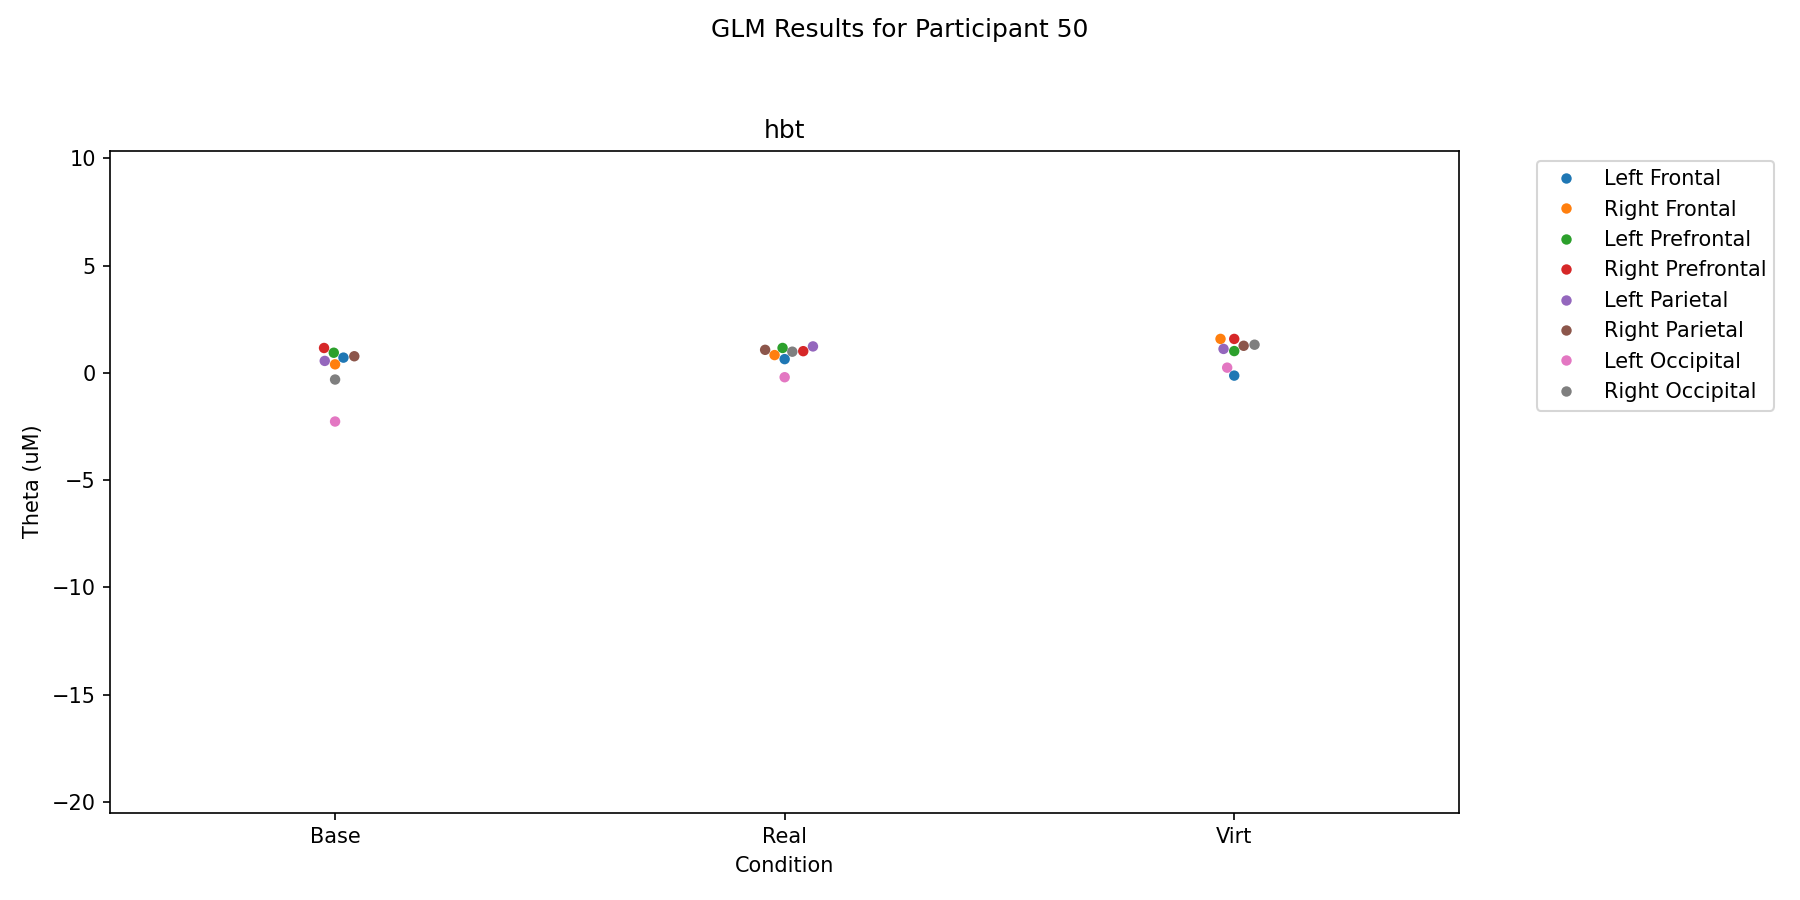 GLM Results for Participant 50
hbt
10
5
0
−5
−10
−15
−20
Theta (uM)
Base
Real
Virt
Condition
Left Frontal
Right Frontal
Left Prefrontal
Right Prefrontal
Left Parietal
Right Parietal
Left Occipital
Right Occipital